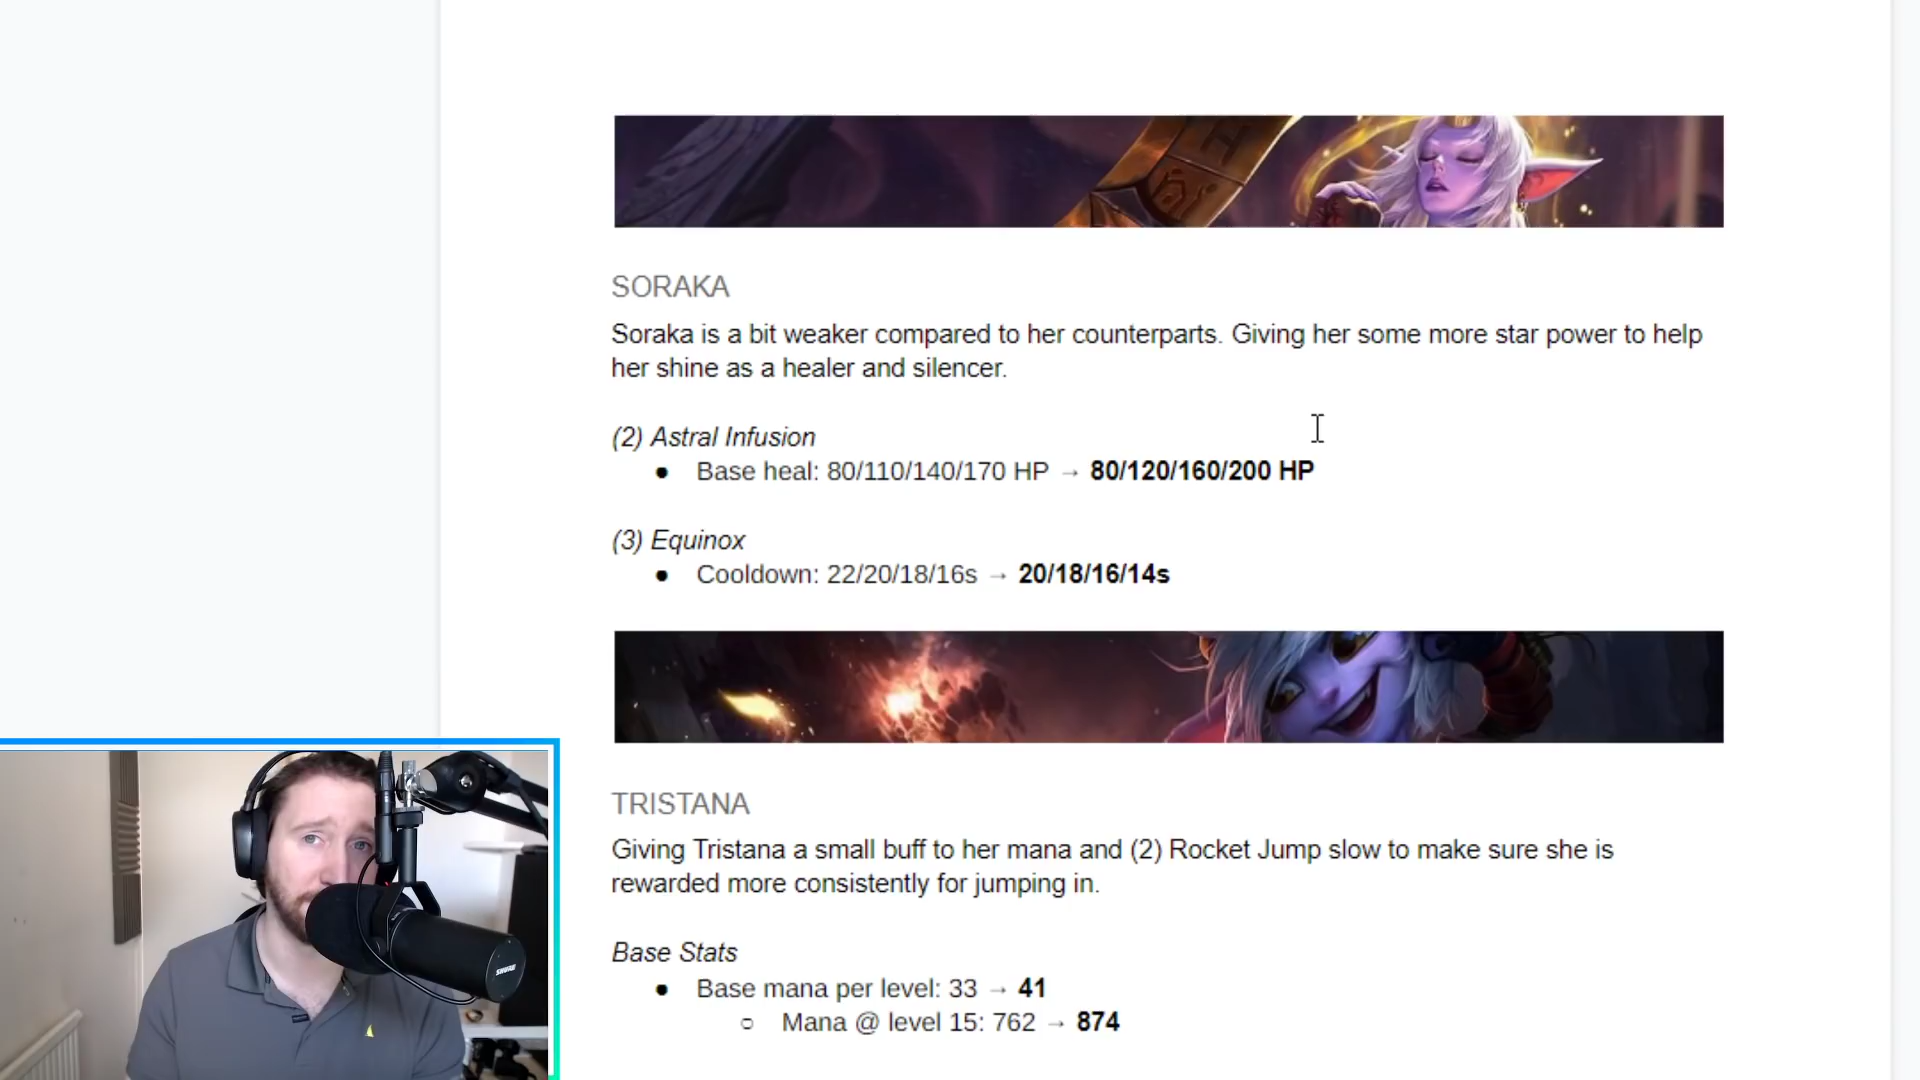 SORAKA
Soraka is a bit weaker compared to her counterparts. Giving her some more star power to help
her shine as a healer and silencer.
(2) Astral Infusion
● Base heal: 80/110/140/170 HP → 80/120/160/200 HP
(3) Equinox
● Cooldown: 22/20/18/16s → 20/18/16/14s
TRISTANA
Giving Tristana a small buff to her mana and (2) Rocket Jump slow to make sure she is
rewarded more consistently for jumping in.
Base Stats
● Base mana per level: 33 → 41
○ Mana @ level 15: 762 → 874
SHURE